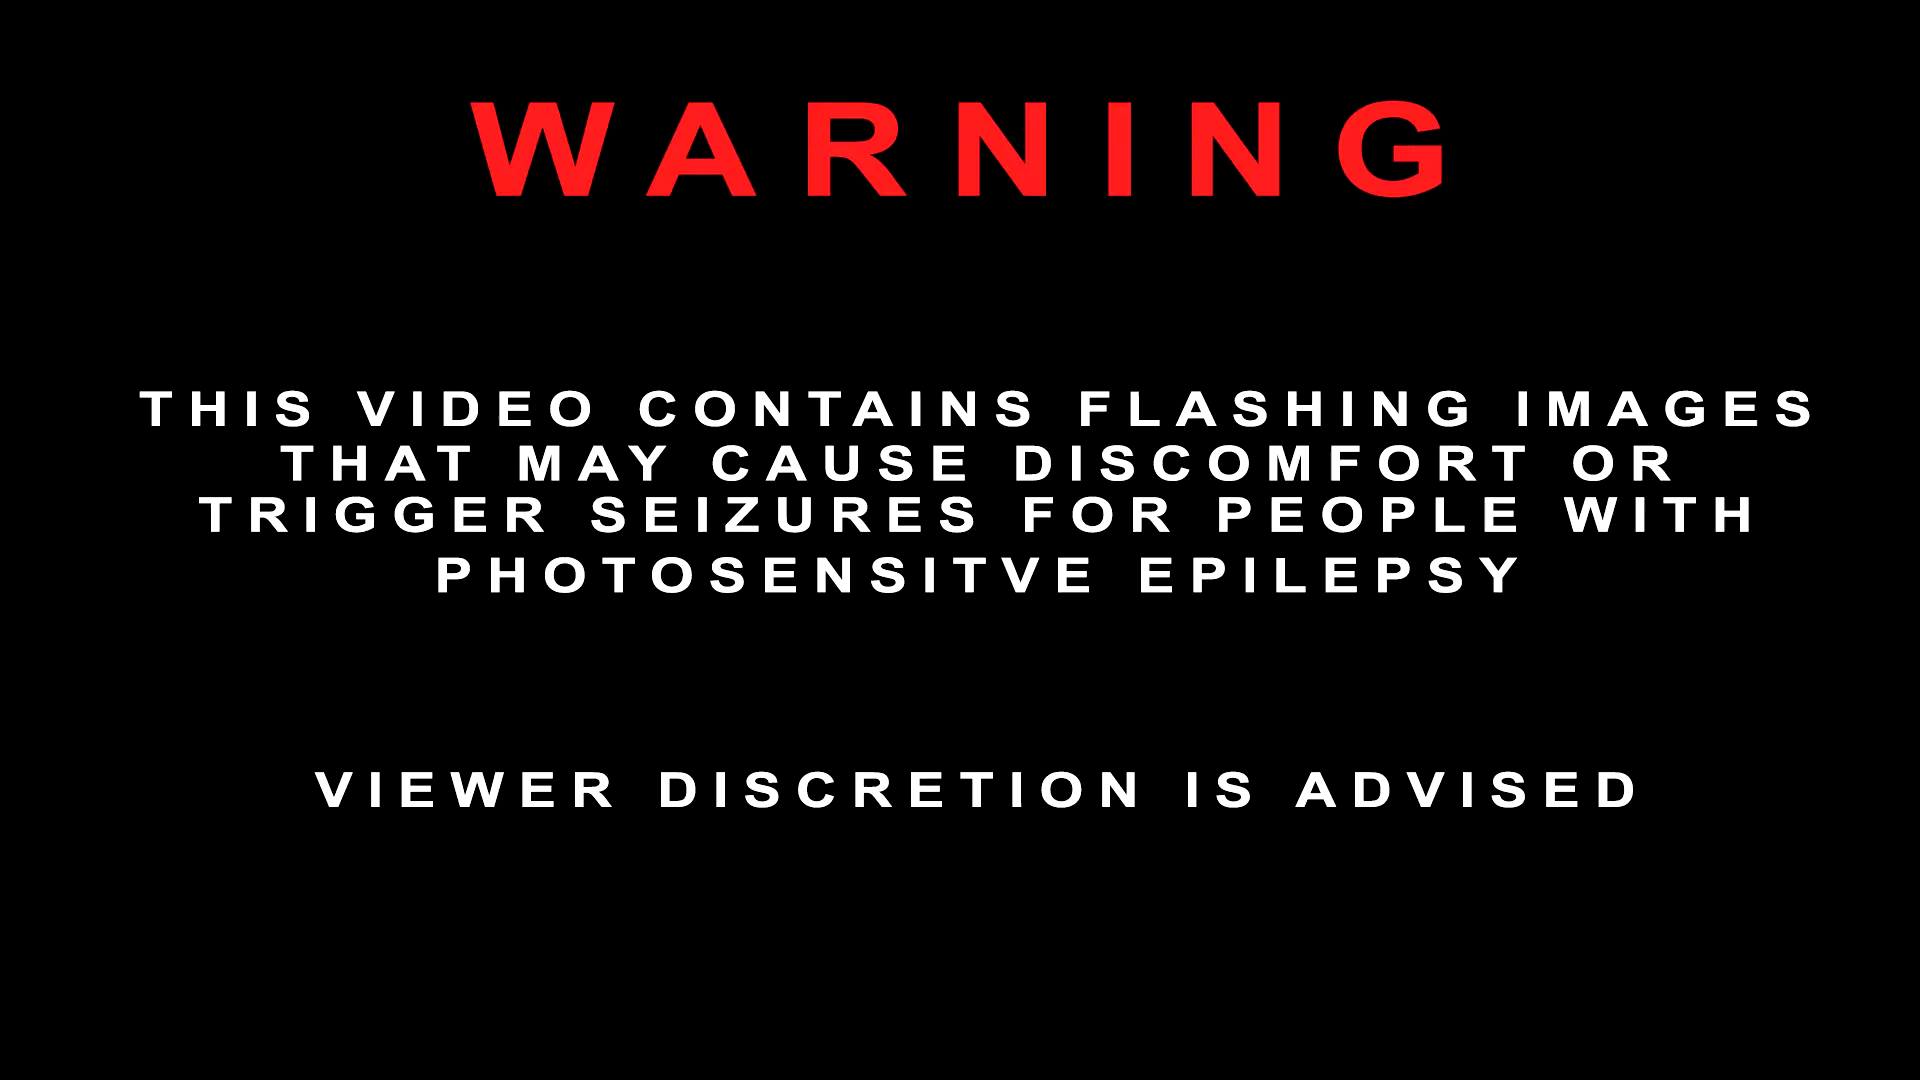 WARNING
THIS VIDEO CONTAINS FLASHING IMAGES
THAT MAY CAUSE DISCOMFORT OR
TRIGGER SEIZURES FOR PEOPLE WITH
PHOTOSENSITVE EPILEPSY
VIEWER DISCRETION IS ADVISED